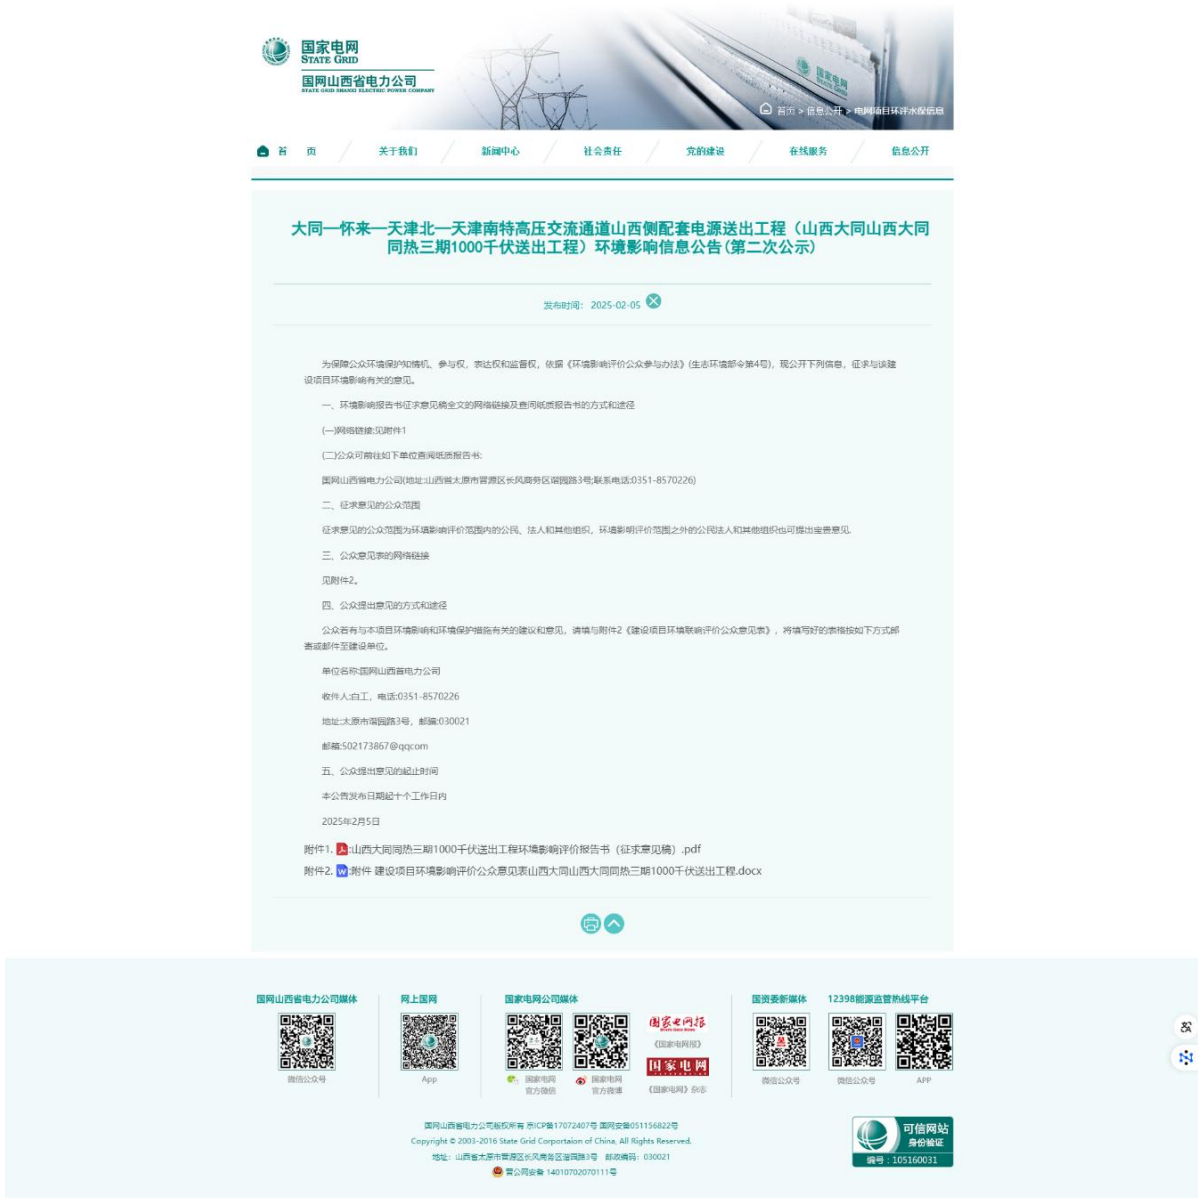 国家电网
STATE GRID
国网山西省电力公司
STATE GRID SHANXI ELECTRIC POWER COMPANY
国家电网
STATE GRID
首页 > 信息公开 > 电网项目环评水保信息
首 页 关于我们 新闻中心 社会责任 党的建设 在线服务 信息公开
大同—怀来—天津北—天津南特高压交流通道山西侧配套电源送出工程（山西大同山西大同
同热三期1000千伏送出工程）环境影响信息公告(第二次公示)
发布时间： 2025-02-05
为保障公众环境保护知情机、参与权，表达权和监督权，依据《环境影响评价公众参与办法》(生志环境部令第4号)，现公开下列信息，征求与该建
设项目环境影响有关的意见。
一、环境影响报告书征求意见稿全文的网络链接及查间纸质报告书的方式和途径
(一)网络链接:见附件1
(二)公众可前往如下单位查阅纸质报告书:
国网山西省电力公司(地址:山西省太原市晋源区长风商务区谐园路3号;联系电话:0351-8570226)
二、征求意见的公众范围
征求意见的公众范围为环境影响评价范围内的公民、法人和其他组织，环境影明评价范围之外的公民法人和其他组织也可提出宝贵意见.
三、公众意见表的网络链接
见附件2。
四、公众提出意见的方式和途径
公众若有与本项目环境影响和环境保护措施有关的建议和意见，请填与附件2《建设项目环境联响评价公众意见表》，将填写好的表格按如下方式邮
寄或邮件至建设单位。
单位名称:国网山西省电力公司
收件人:白工，电话:0351-8570226
地址:太原市谐园路3号，邮编:030021
邮箱:502173867@qqcom
五、公众提出意见的起止时间
本公告发布日期起十个工作日内
2025年2月5日
附件1. :山西大同同热三期1000千伏送出工程环境影响评价报告书（征求意见稿）.pdf
附件2. :附件 建设项目环境影响评价公众意见表山西大同山西大同同热三期1000千伏送出工程.docx
国网山西省电力公司媒体 网上国网 国家电网公司媒体 国资委新媒体 12398能源监管热线平台
国家电网报
《国家电网报》
国家电网
《国家电网》杂志
微信公众号 App 国家电网 官方微信 国家电网 官方微博 微信公众号 微信公众号 APP
国网山西省电力公司版权所有 京ICP备17072407号 国网安备051156822号
Copyright © 2003-2016 State Grid Corportaion of China, All Rights Reserved.
地址：山西省太原市晋源区长风商务区谐园路3号 邮政编码：030021
晋公网安备 14010702070111号
可信网站
身份验证
编号：105160031